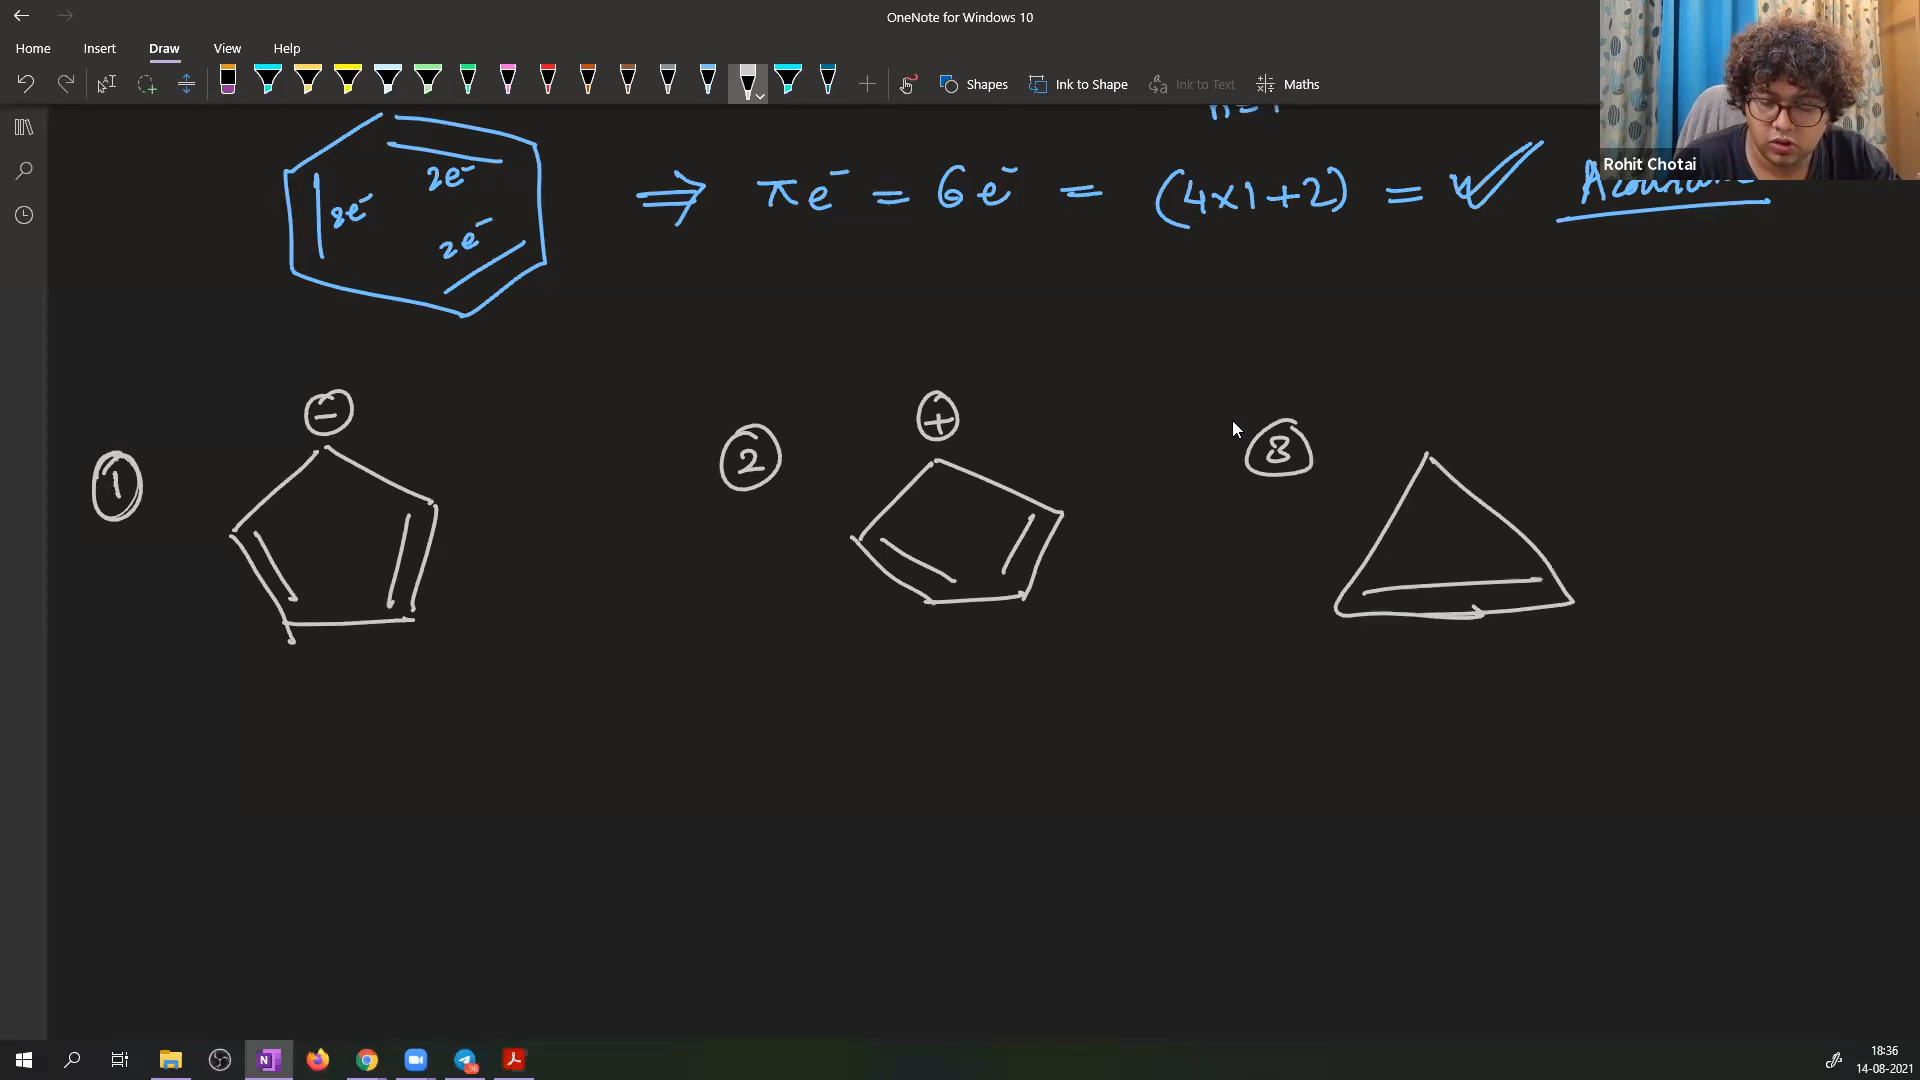 OneNote for Windows 10
Home Insert Draw View Help
Shapes Ink to Shape Ink to Text Maths
Rohit Chotai
2e⁻
8e⁻
2e⁻
⇒ πe⁻ = 6e⁻ = (4×1+2) = ✓
⊖
⊕
1
2
3
N
96
18:36
14-08-2021